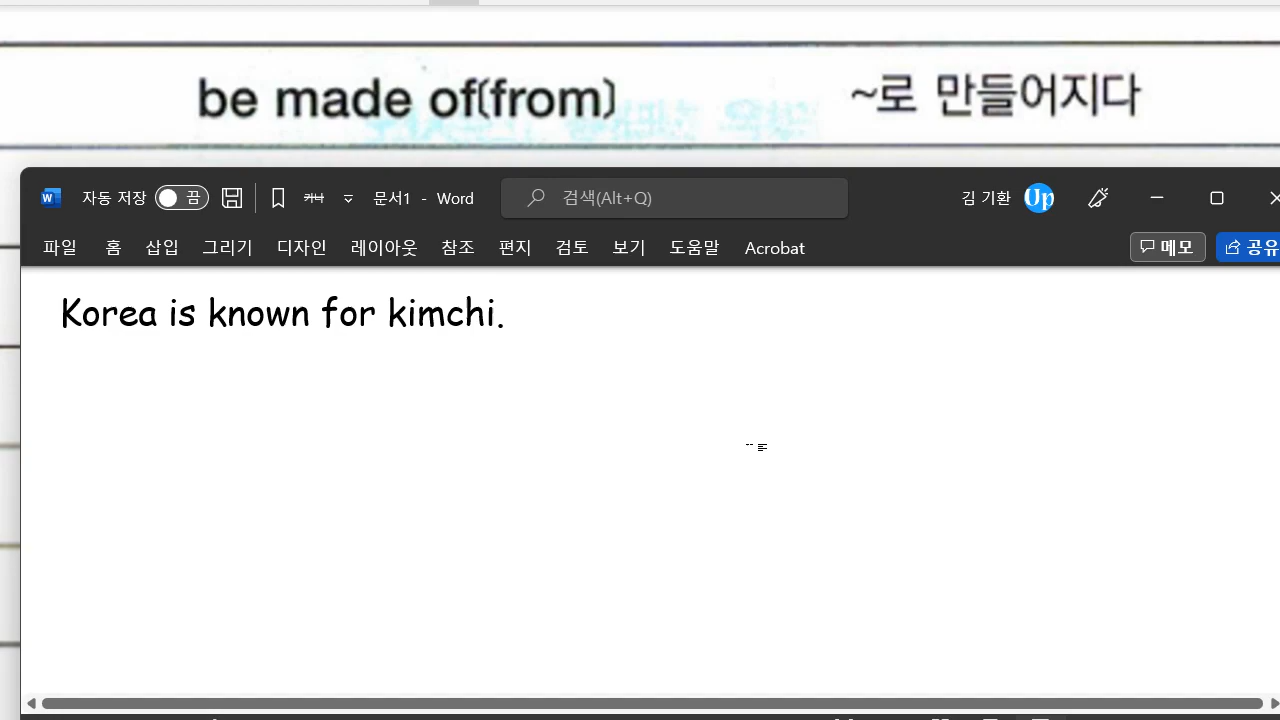 be made of(from) ~로 만들어지다
자동 저장 끔 가나 문서1 - Word 검색(Alt+Q) 김 기환 Up
파일 홈 삽입 그리기 디자인 레이아웃 참조 편지 검토 보기 도움말 Acrobat 메모 공유
Korea is known for kimchi.